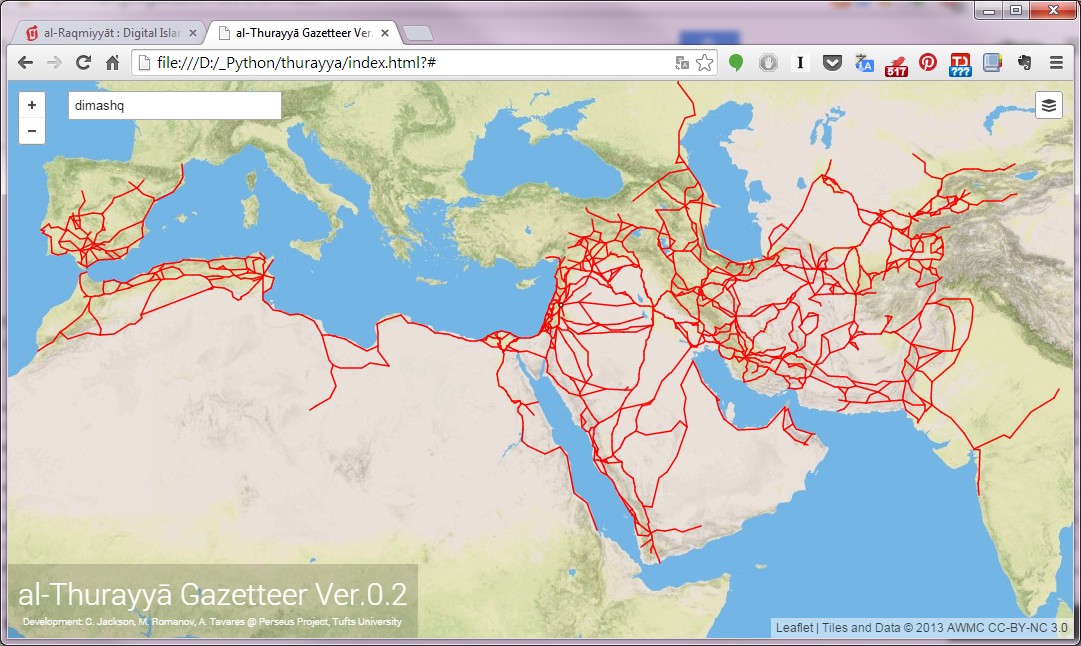 al-Raqmiyyāt : Digital Islar
al-Thurayyā Gazetteer Ver.
file:///D:/_Python/thurayya/index.html?#
517
???
+
dimashq
−
al-Thurayyā Gazetteer Ver.0.2
Development: C. Jackson, M. Romanov, A. Tavares @ Perseus Project, Tufts University
Leaflet | Tiles and Data © 2013 AWMC CC-BY-NC 3.0